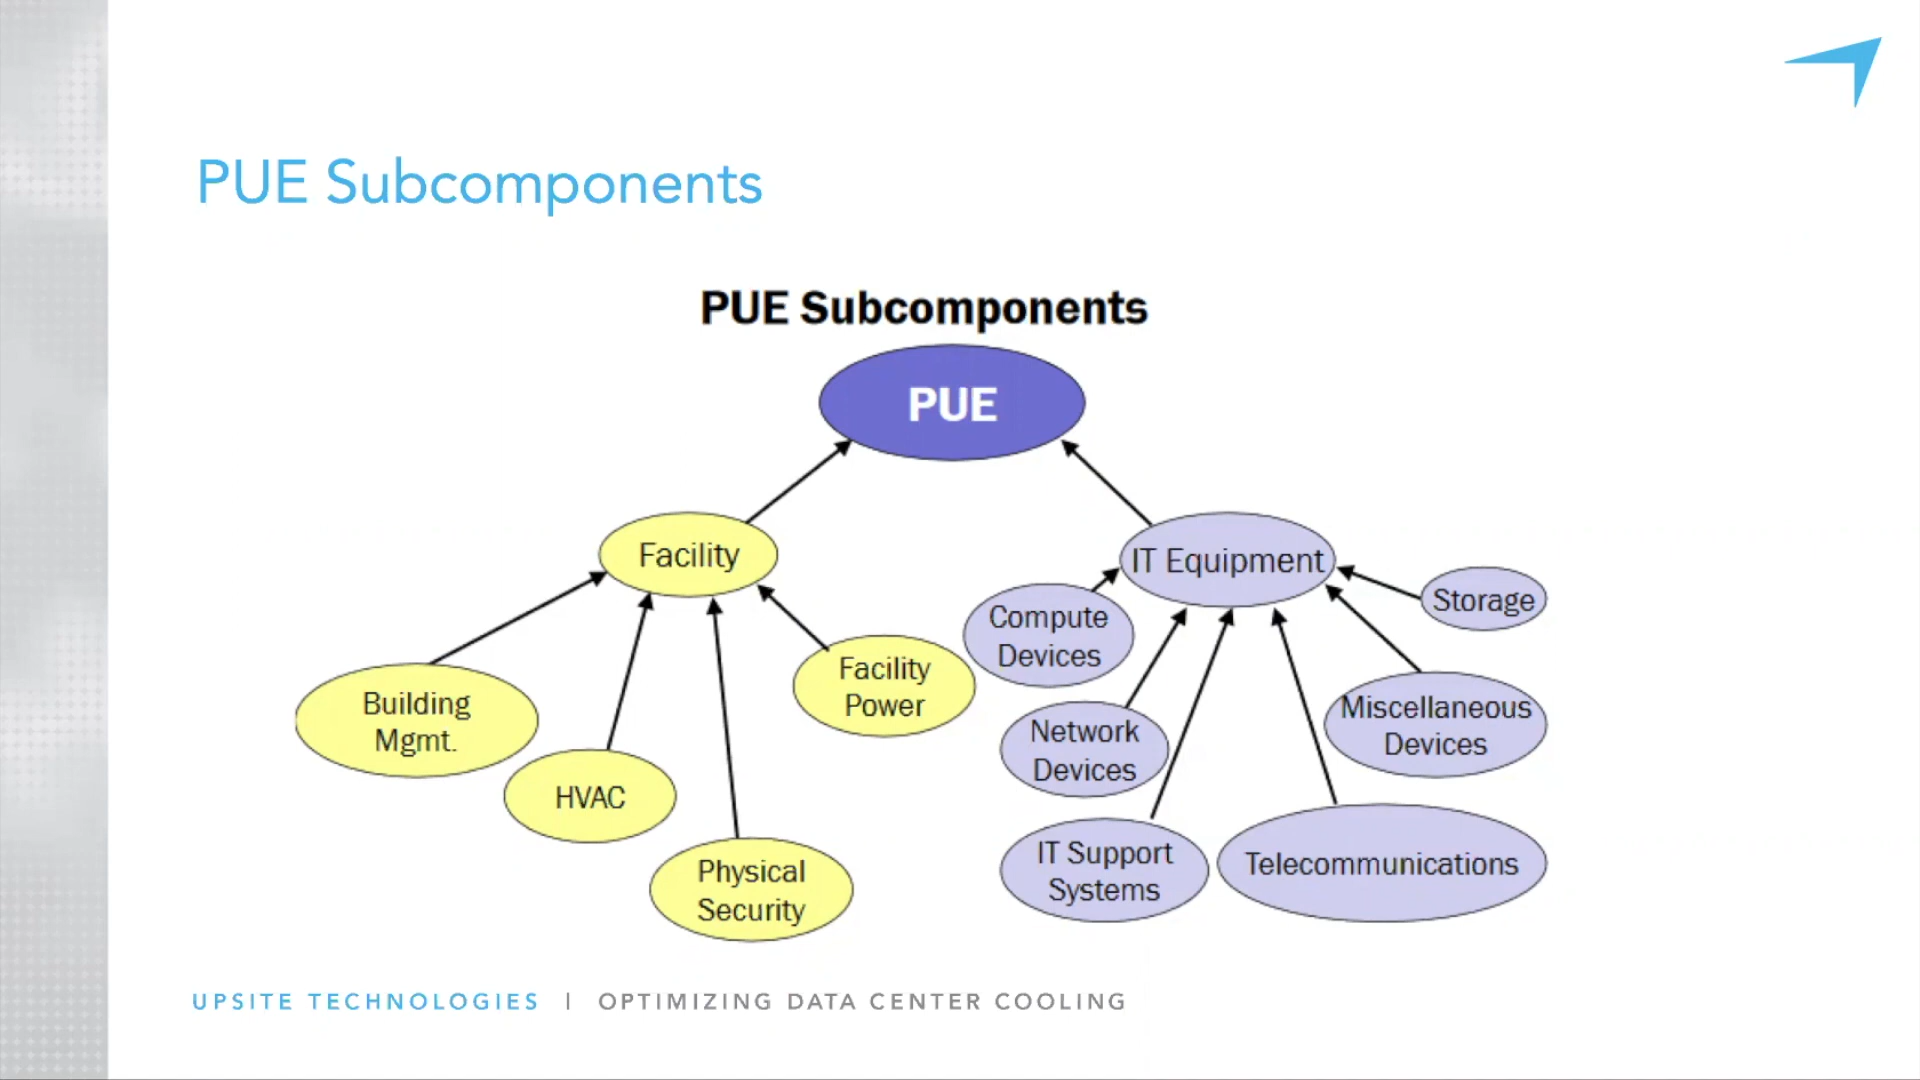 PUE Subcomponents
PUE Subcomponents
PUE
Facility
IT Equipment
Building
Mgmt.
HVAC
Physical
Security
Facility
Power
Compute
Devices
Network
Devices
IT Support
Systems
Telecommunications
Miscellaneous
Devices
Storage
UPSITE TECHNOLOGIES | OPTIMIZING DATA CENTER COOLING